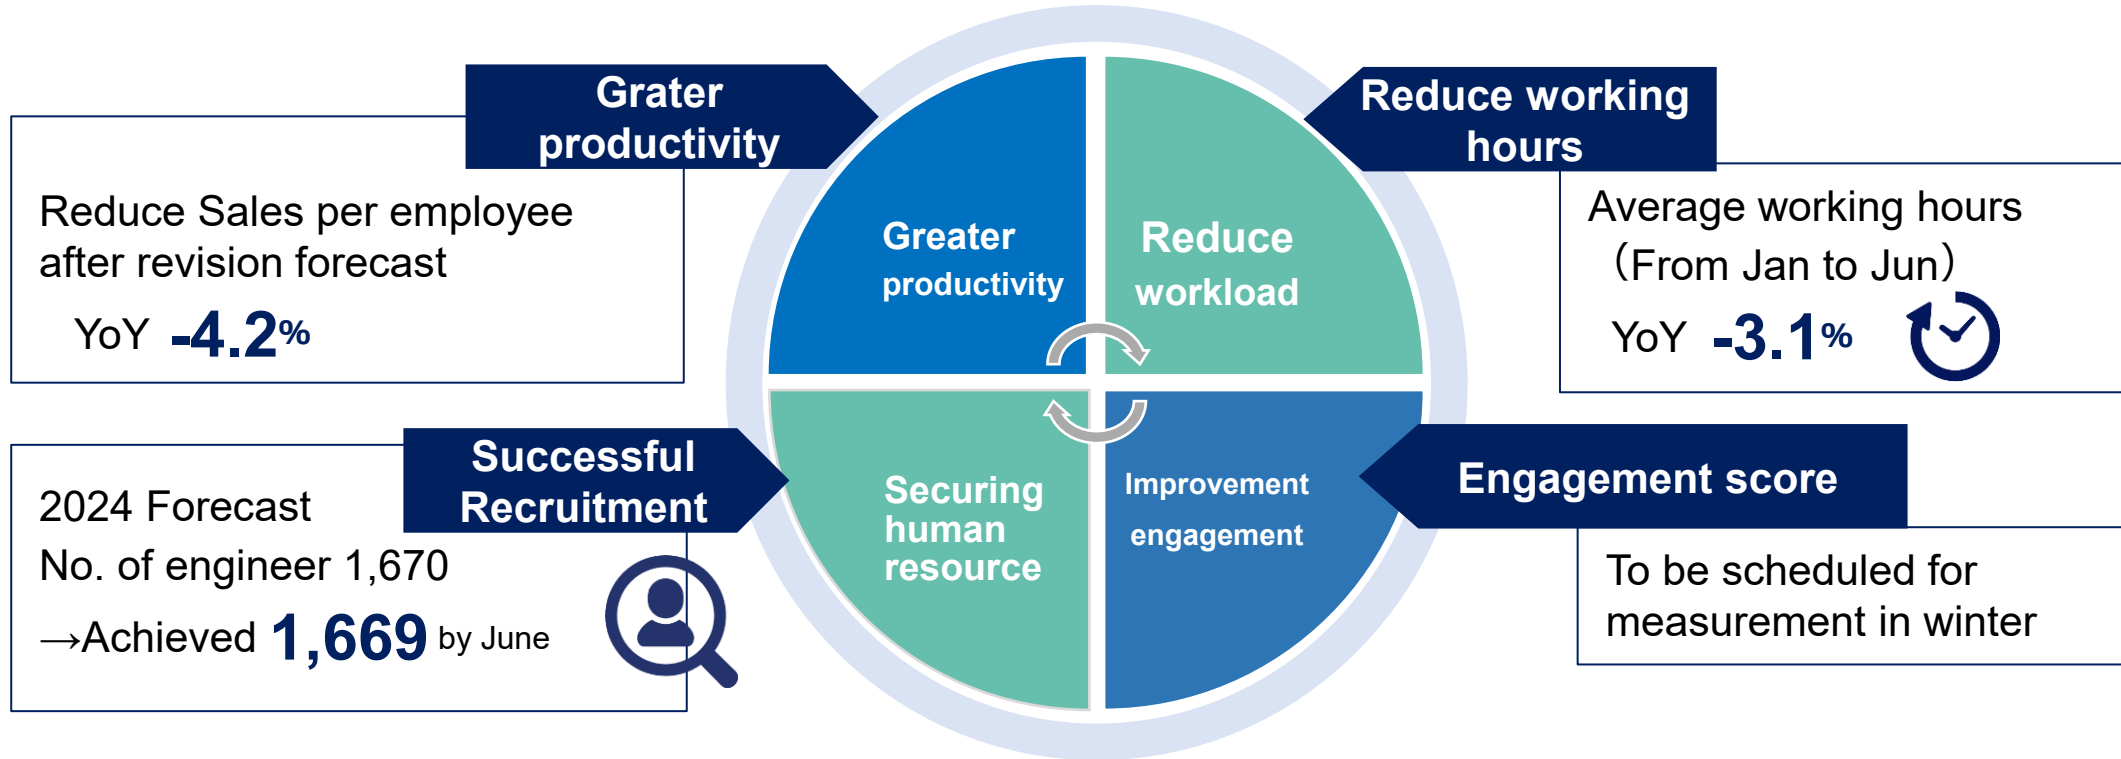 Grater
productivity
Reduce Sales per employee
after revision forecast
YoY -4.2%
Reduce working
hours
Average working hours
（From Jan to Jun）
YoY -3.1%
Greater
productivity
Reduce
workload
Securing
human
resource
Improvement
engagement
Successful
Recruitment
2024 Forecast
No. of engineer 1,670
→Achieved 1,669 by June
Engagement score
To be scheduled for
measurement in winter